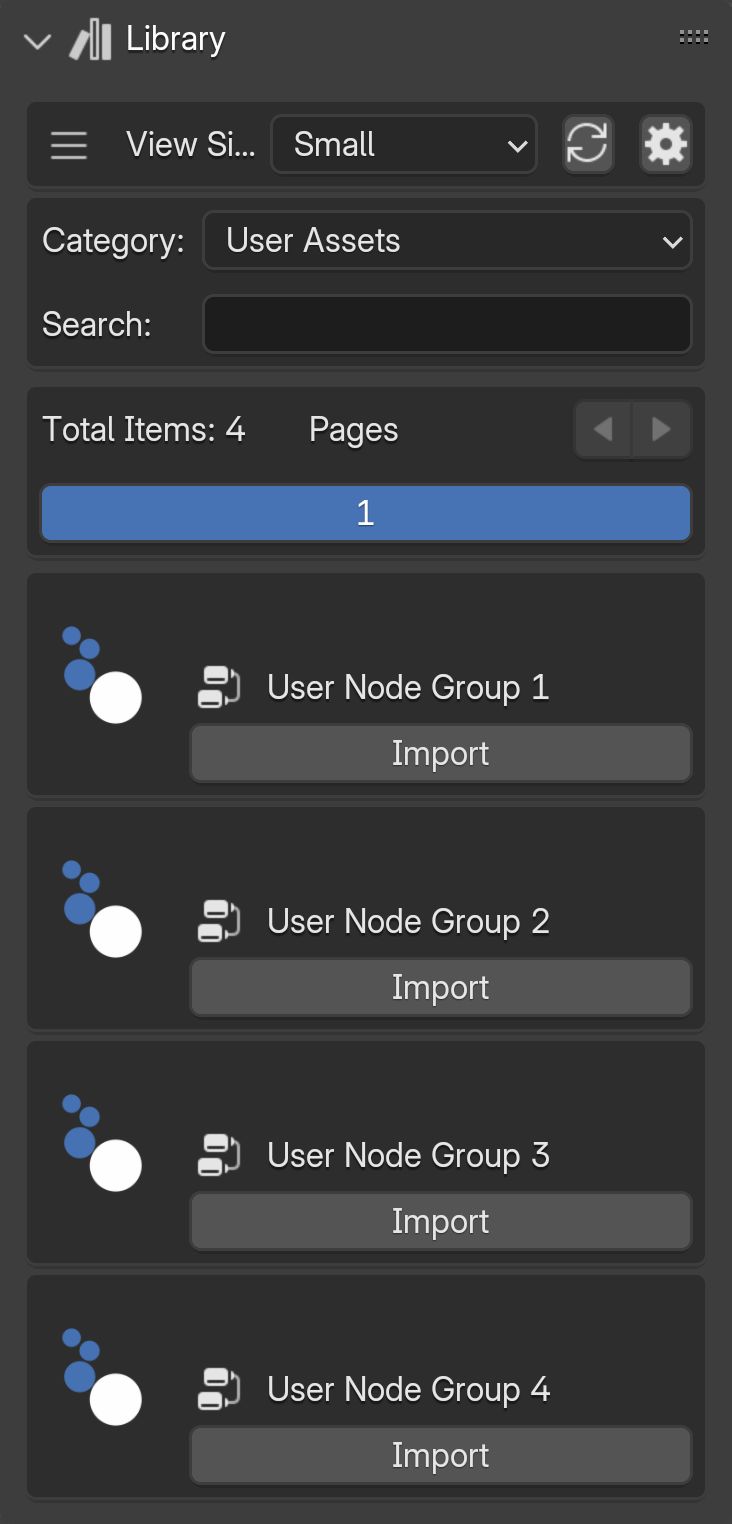 Library
View Si... Small
Category: User Assets
Search:
Total Items: 4 Pages
1
User Node Group 1
Import
User Node Group 2
Import
User Node Group 3
Import
User Node Group 4
Import